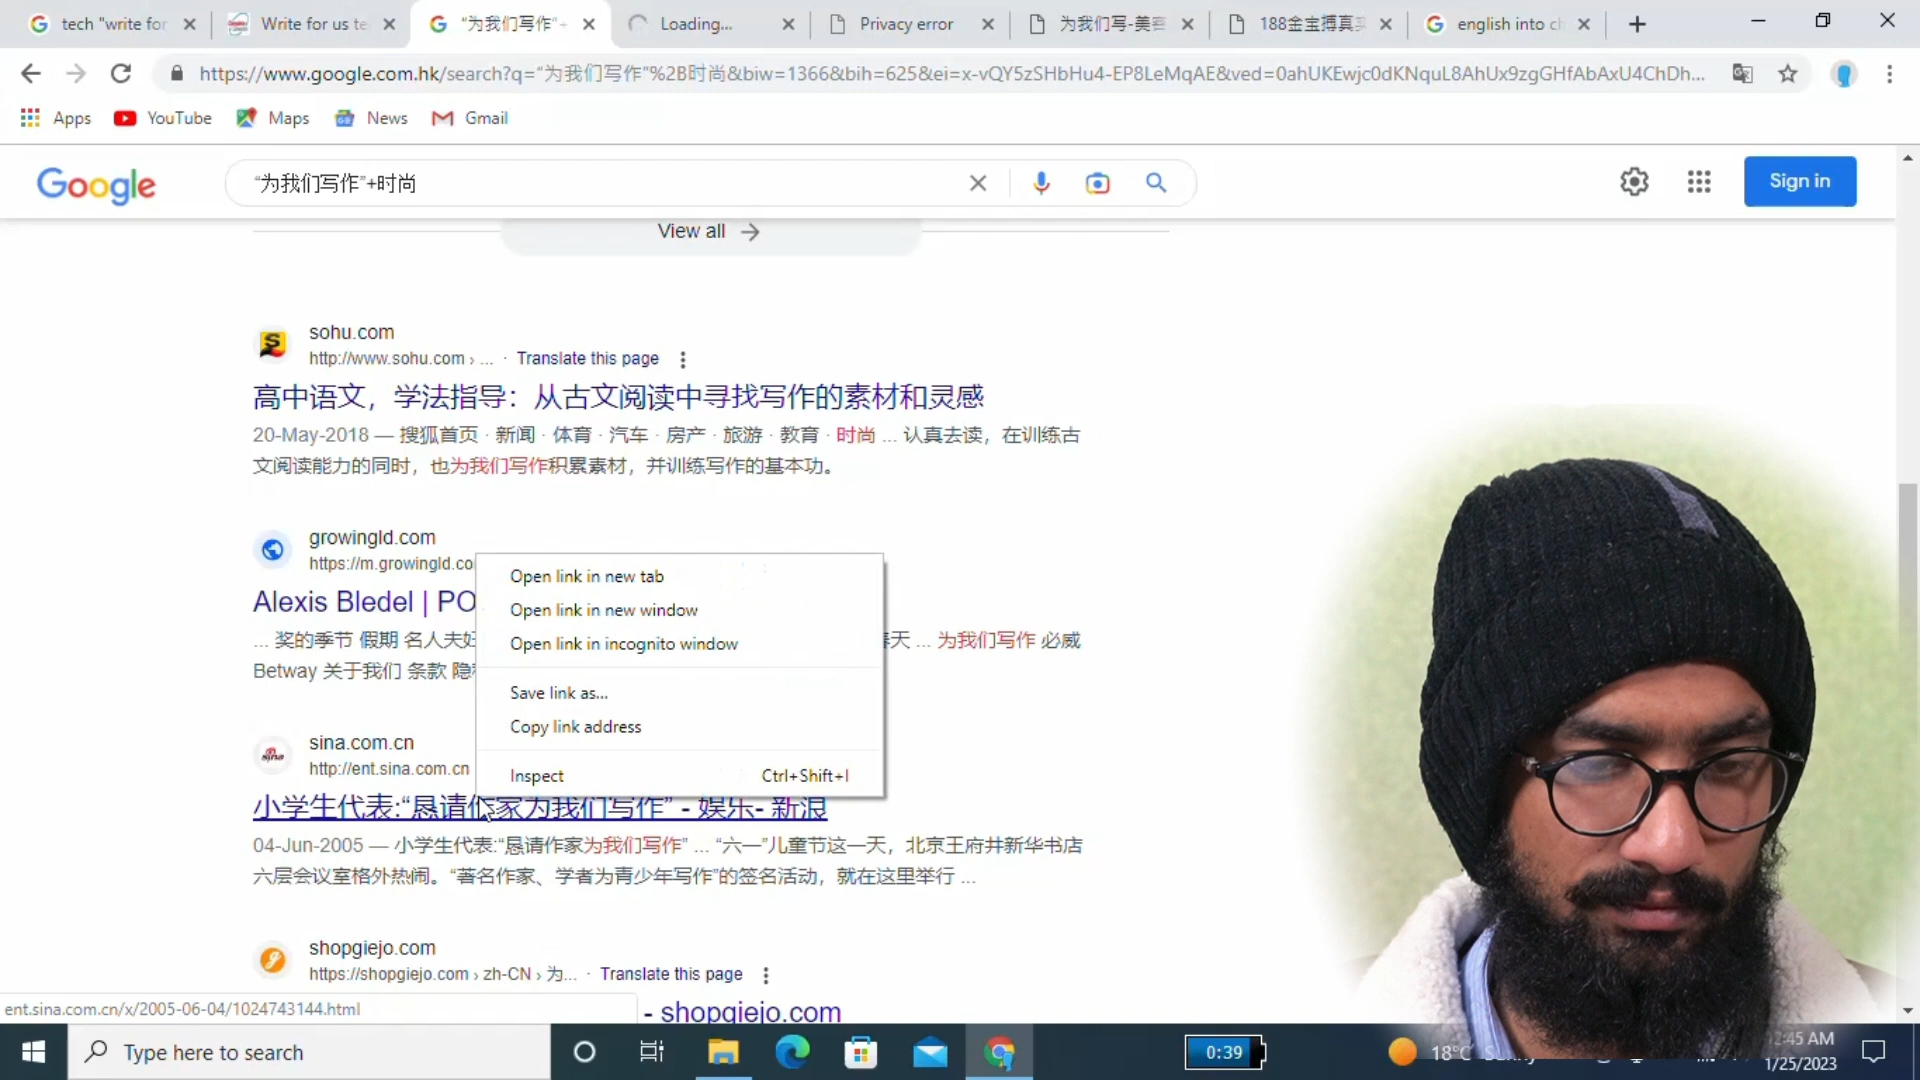 tech "write for
Write for us te
“为我们写作”+
Loading...
Privacy error
为我们写-美容
188金宝搏真实
english into ch
https://www.google.com.hk/search?q=“为我们写作”%2B时尚&biw=1366&bih=625&ei=x-vQY5zSHbHu4-EP8LeMqAE&ved=0ahUKEwjc0dKNquL8AhUx9zgGHfAbAxU4ChDh...
Apps
YouTube
Maps
News
Gmail
Google
“为我们写作”+时尚
Sign in
View all
sohu.com
http://www.sohu.com › ... · Translate this page
高中语文，学法指导：从古文阅读中寻找写作的素材和灵感
20-May-2018 — 搜狐首页 · 新闻 · 体育 · 汽车 · 房产 · 旅游 · 教育 · 时尚 ... 认真去读，在训练古
文阅读能力的同时，也为我们写作积累素材，并训练写作的基本功。
growingld.com
https://m.growingld.co
Alexis Bledel | PO
... 奖的季节 假期 名人夫妇 春天 ... 为我们写作 必威
Betway 关于我们 条款 隐私
Open link in new tab
Open link in new window
Open link in incognito window
Save link as...
Copy link address
Inspect Ctrl+Shift+I
sina.com.cn
http://ent.sina.com.cn
小学生代表:“恳请作家为我们写作” - 娱乐- 新浪
04-Jun-2005 — 小学生代表:“恳请作家为我们写作” ... “六一”儿童节这一天，北京王府井新华书店
六层会议室格外热闹。“著名作家、学者为青少年写作”的签名活动，就在这里举行 ...
shopgiejo.com
https://shopgiejo.com › zh-CN › 为... · Translate this page
- shopgiejo.com
ent.sina.com.cn/x/2005-06-04/1024743144.html
Type here to search
0:39
18°C Sunny
2:45 AM
1/25/2023